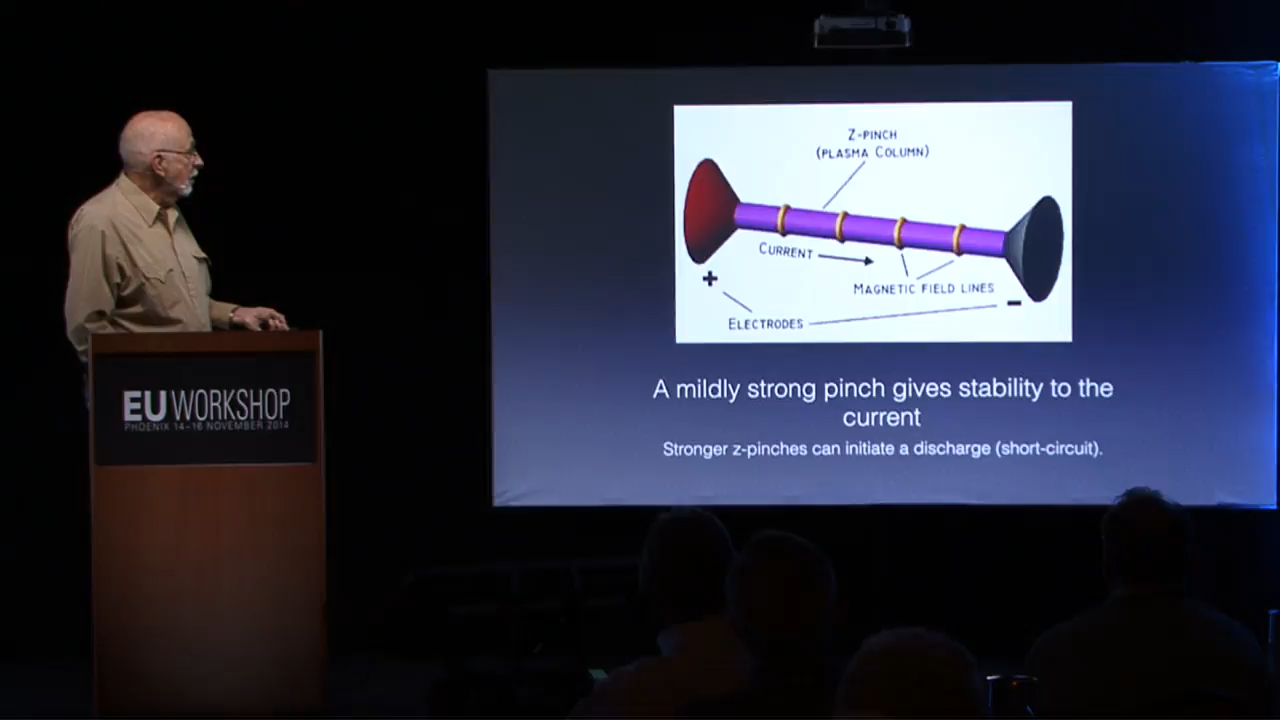 EU WORKSHOP
PHOENIX 14-16 NOVEMBER 2014
Z-PINCH
(PLASMA COLUMN)
CURRENT
MAGNETIC FIELD LINES
+
-
ELECTRODES
A mildly strong pinch gives stability to the
current
Stronger z-pinches can initiate a discharge (short-circuit).